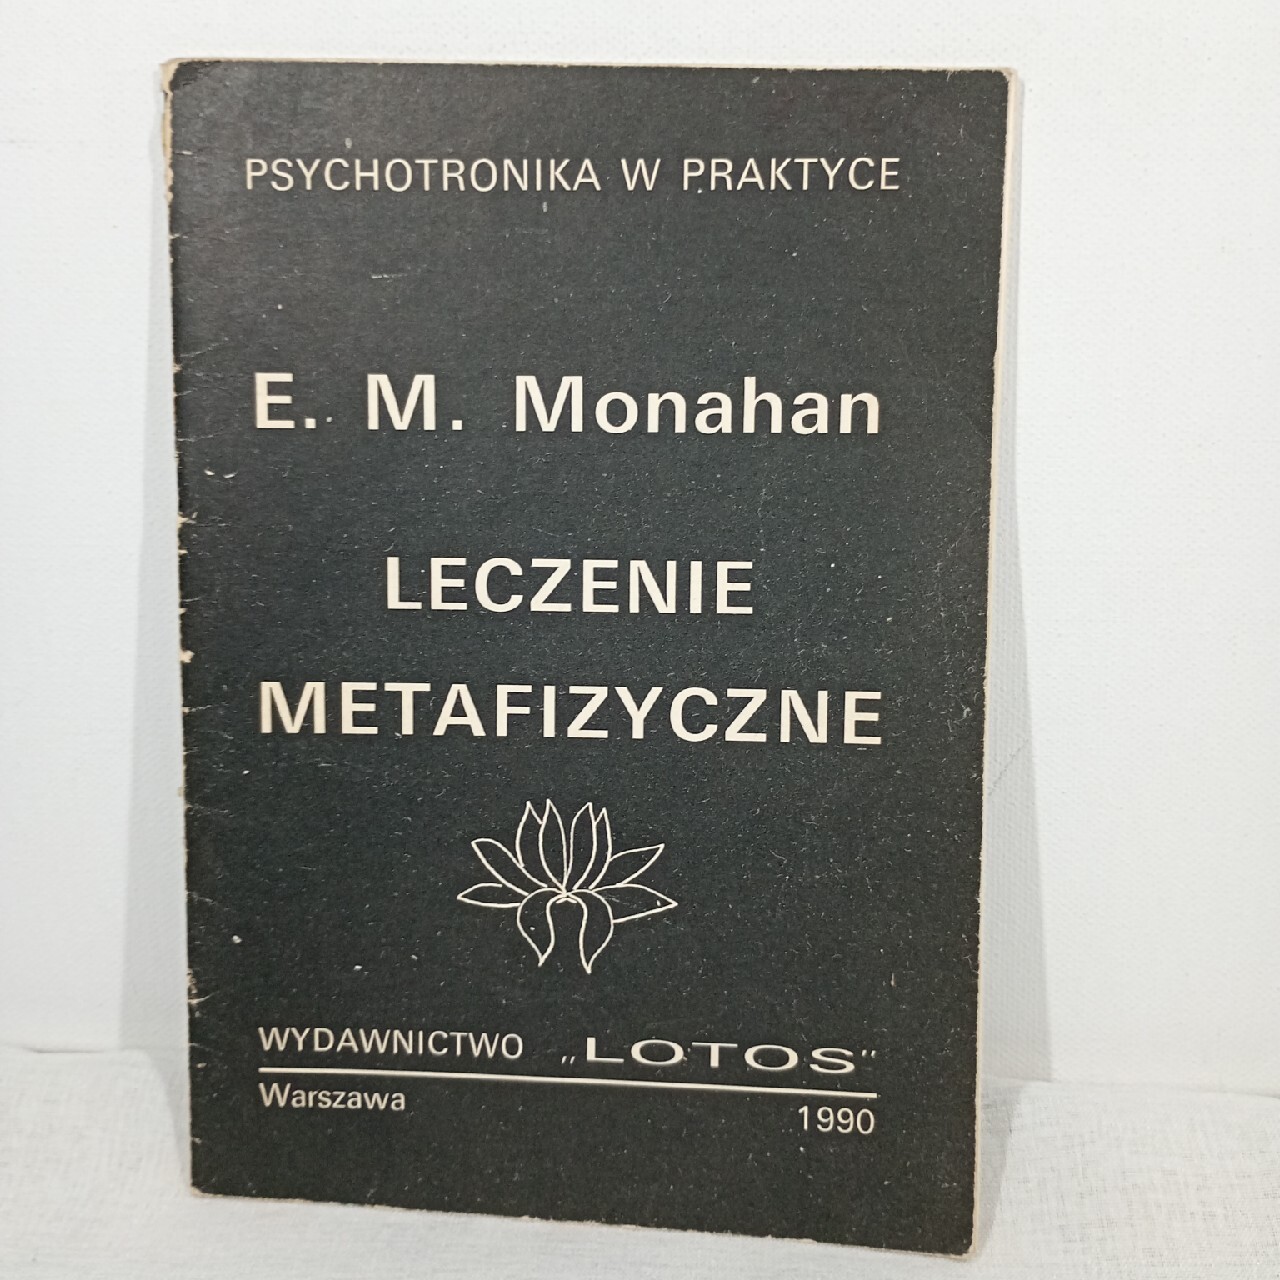 PSYCHOTRONIKA W PRAKTYCE
E. M. Monahan
LECZENIE
METAFIZYCZNE
WYDAWNICTWO „LOTOS"
Warszawa
1990